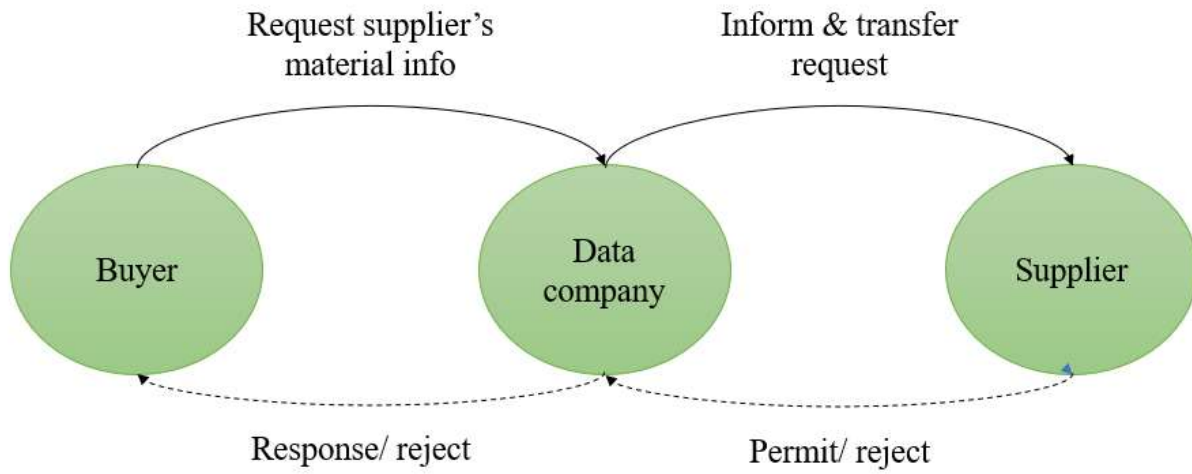 Request supplier's
material info
Inform & transfer
request
Buyer
Data
company
Supplier
Response/ reject
Permit/ reject